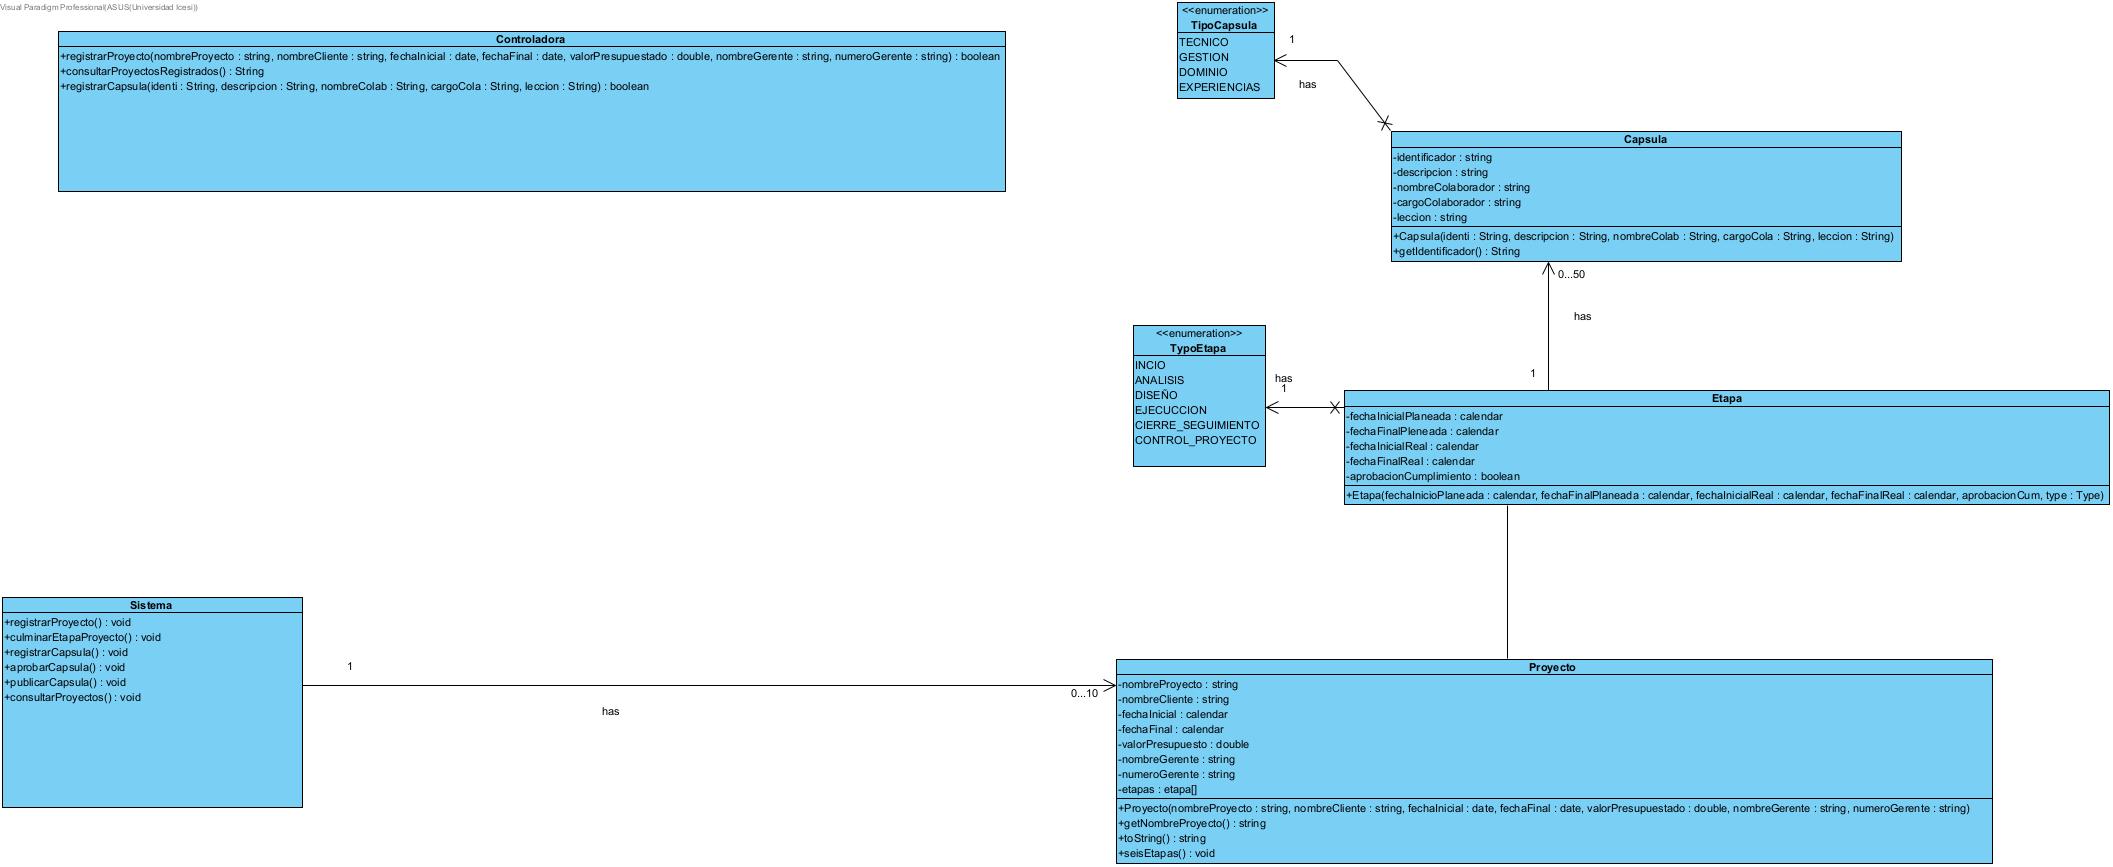 Visual Paradigm Professional(ASUS(Universidad Icesi))
Controladora
+registrarProyecto(nombreProyecto : string, nombreCliente : string, fechaInicial : date, fechaFinal : date, valorPresupuestado : double, nombreGerente : string, numeroGerente : string) : boolean
+consultarProyectosRegistrados() : String
+registrarCapsula(identi : String, descripcion : String, nombreColab : String, cargoCola : String, leccion : String) : boolean
<<enumeration>>
TipoCapsula
TECNICO
GESTION
DOMINIO
EXPERIENCIAS
1
has
Capsula
-identificador : string
-descripcion : string
-nombreColaborador : string
-cargoColaborador : string
-leccion : string
+Capsula(identi : String, descripcion : String, nombreColab : String, cargoCola : String, leccion : String)
+getIdentificador() : String
0...50
has
1
<<enumeration>>
TypoEtapa
INCIO
ANALISIS
DISEÑO
EJECUCCION
CIERRE_SEGUIMIENTO
CONTROL_PROYECTO
has
1
Etapa
-fechaInicialPlaneada : calendar
-fechaFinalPleneada : calendar
-fechaInicialReal : calendar
-fechaFinalReal : calendar
-aprobacionCumplimiento : boolean
+Etapa(fechaInicioPlaneada : calendar, fechaFinalPlaneada : calendar, fechaInicialReal : calendar, fechaFinalReal : calendar, aprobacionCum, type : Type)
Sistema
+registrarProyecto() : void
+culminarEtapaProyecto() : void
+registrarCapsula() : void
+aprobarCapsula() : void
+publicarCapsula() : void
+consultarProyectos() : void
1
0...10
has
Proyecto
-nombreProyecto : string
-nombreCliente : string
-fechaInicial : calendar
-fechaFinal : calendar
-valorPresupuesto : double
-nombreGerente : string
-numeroGerente : string
-etapas : etapa[]
+Proyecto(nombreProyecto : string, nombreCliente : string, fechaInicial : date, fechaFinal : date, valorPresupuestado : double, nombreGerente : string, numeroGerente : string)
+getNombreProyecto() : string
+toString() : string
+seisEtapas() : void